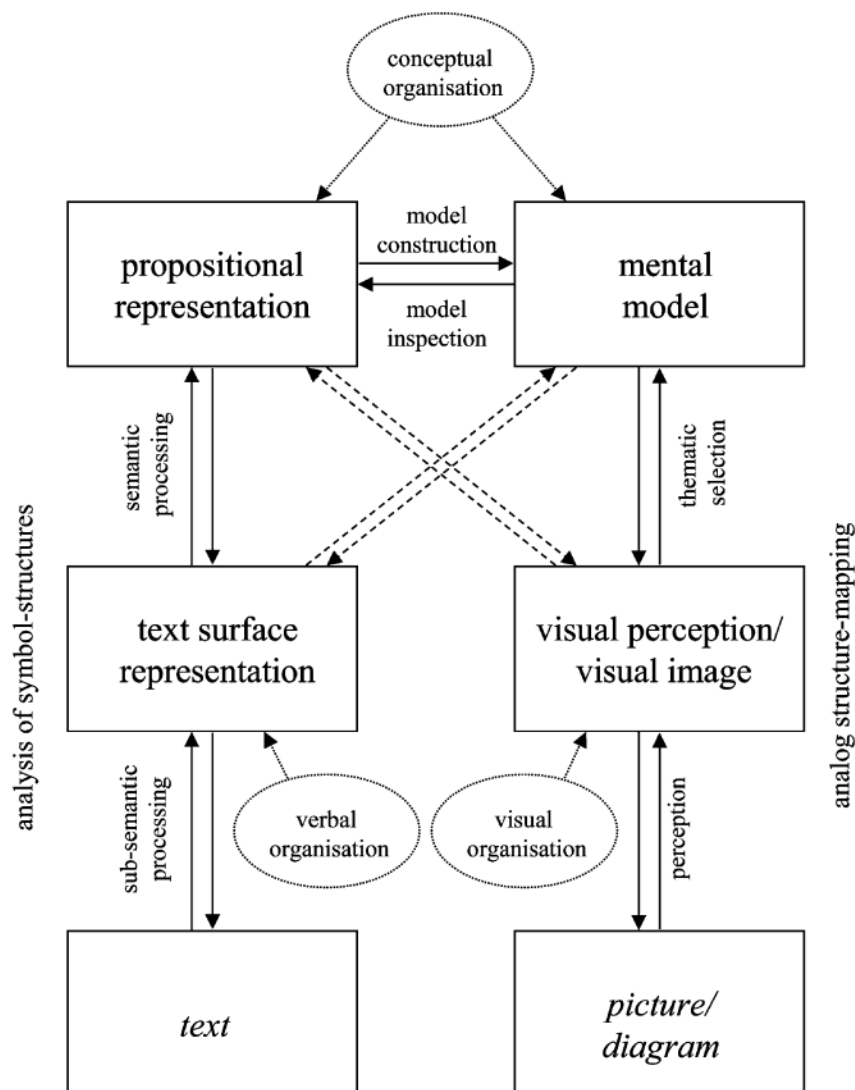 conceptual
organisation
propositional
representation
model
construction
model
inspection
mental
model
semantic
processing
thematic
selection
analysis of symbol-structures
analog structure-mapping
text surface
representation
visual perception/
visual image
sub-semantic
processing
verbal
organisation
visual
organisation
perception
text
picture/
diagram